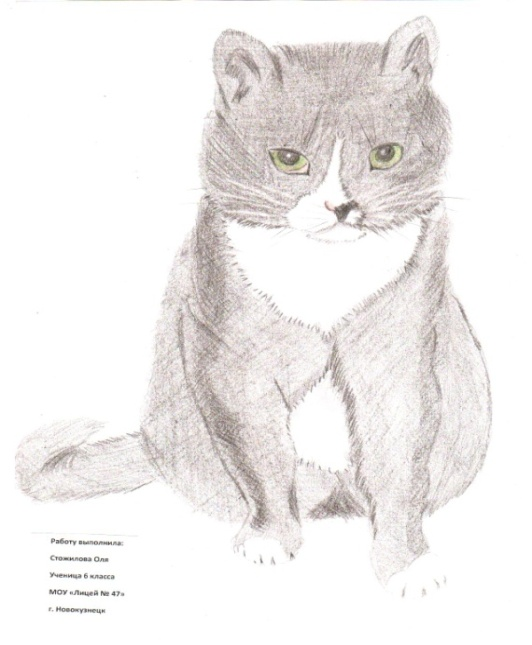 Работу выполнила:
Стожилова Оля
Ученица 6 класса
МОУ «Лицей № 47»
г. Новокузнецк